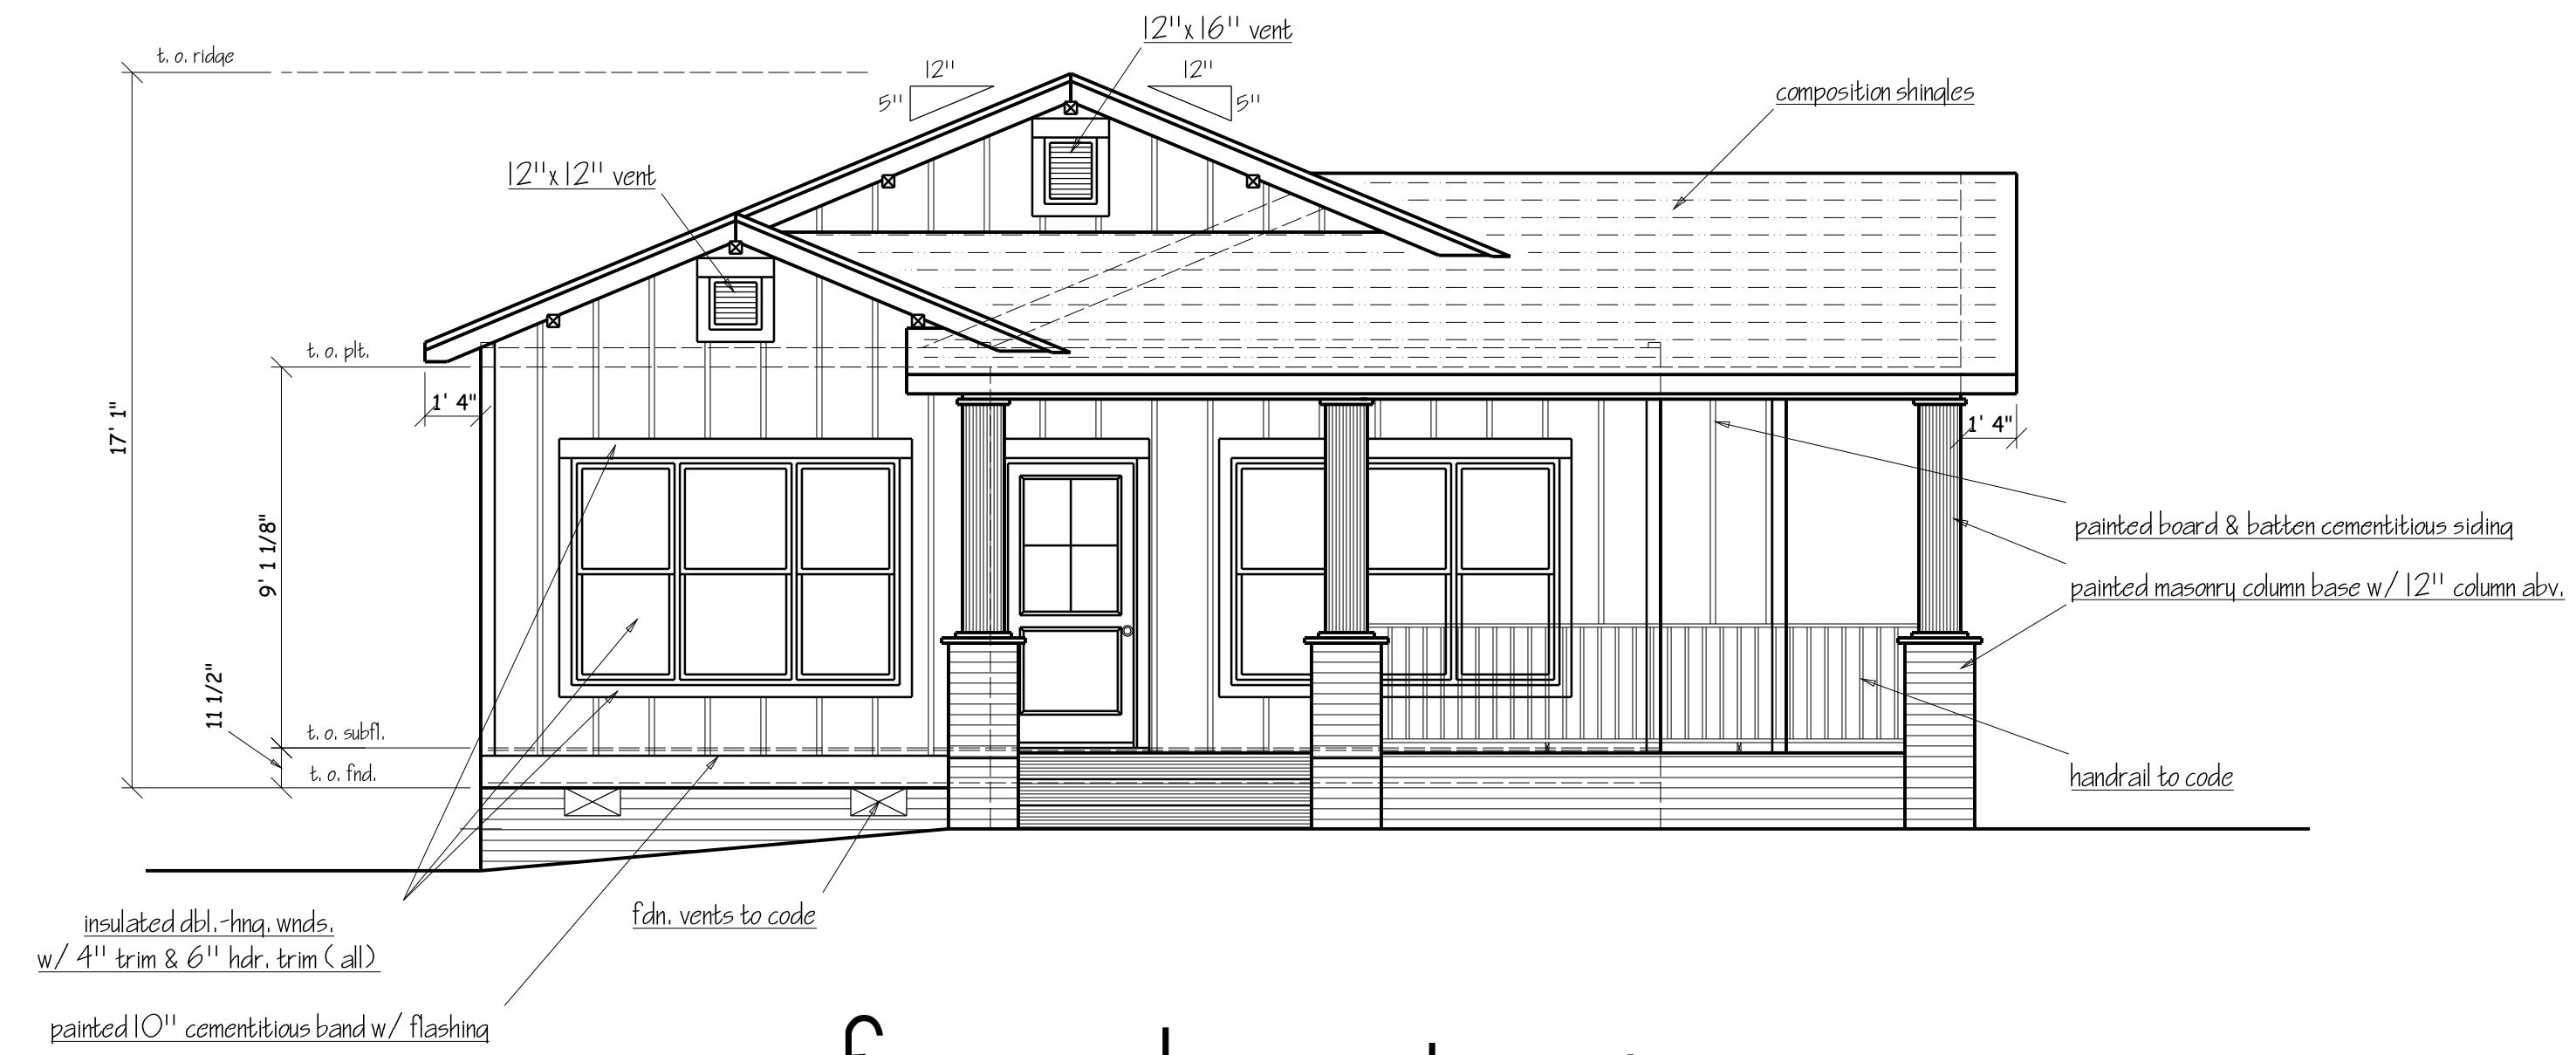 12"x 16" vent
t. o. ridge
12"
12"
5"
5"
composition shingles
12"x 12" vent
t. o. plt.
1' 4"
1' 4"
17' 1"
9' 1 1/8"
painted board & batten cementitious siding
painted masonry column base w/ 12" column abv.
11 1/2"
t. o. subfl.
t. o. fnd.
handrail to code
insulated dbl.-hng. wnds.
w/ 4" trim & 6" hdr. trim ( all)
fdn. vents to code
painted 10" cementitious band w/ flashing